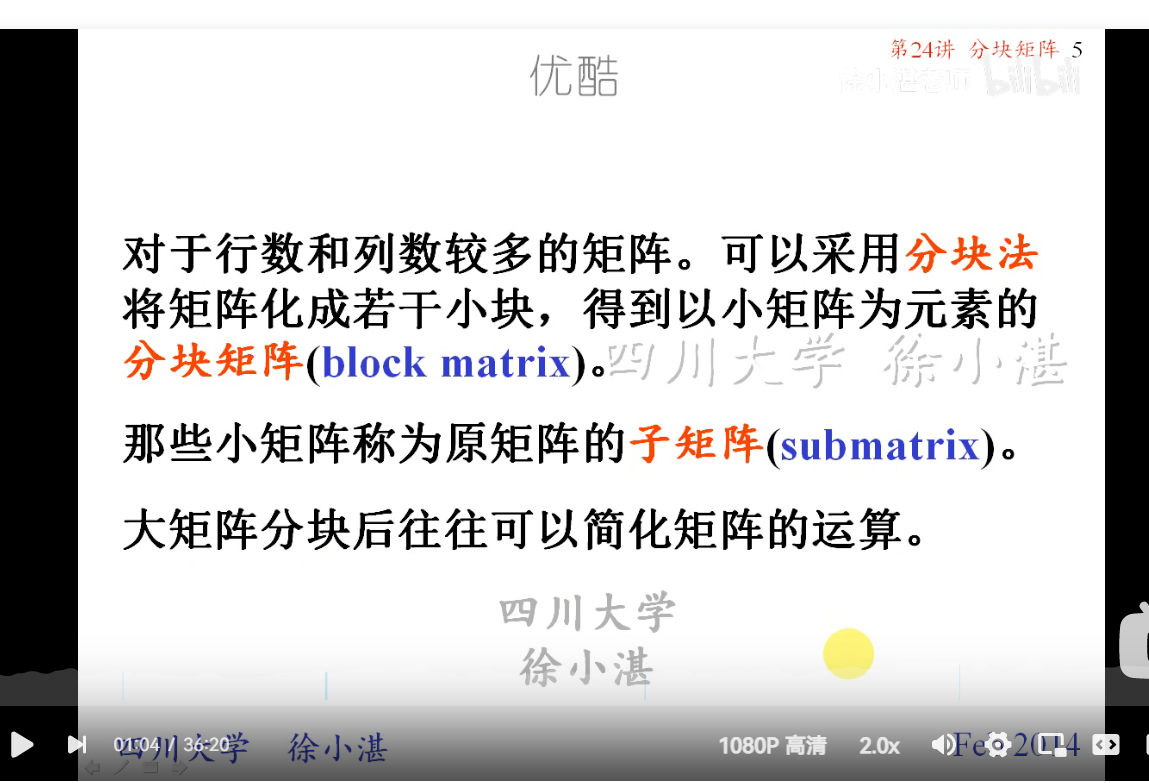 第24讲 分块矩阵 5
优酷
徐小湛老师 bilibili
对于行数和列数较多的矩阵。可以采用分块法
将矩阵化成若干小块，得到以小矩阵为元素的
分块矩阵(block matrix)。
四川大学 徐小湛
那些小矩阵称为原矩阵的子矩阵(submatrix)。
大矩阵分块后往往可以简化矩阵的运算。
四川大学
徐小湛
01:04 / 36:20
四川大学 徐小湛
1080P 高清 2.0x
Feb 2014